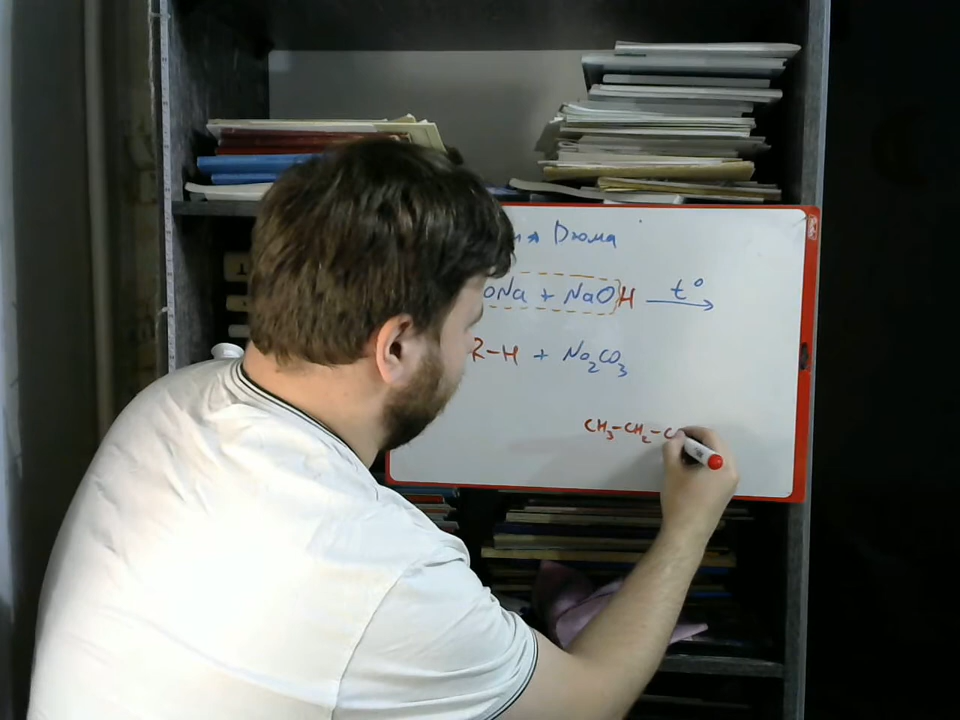 Дюма
oNa + NaOH t° →
R-H + Na₂CO₃
CH₃-CH₂-C